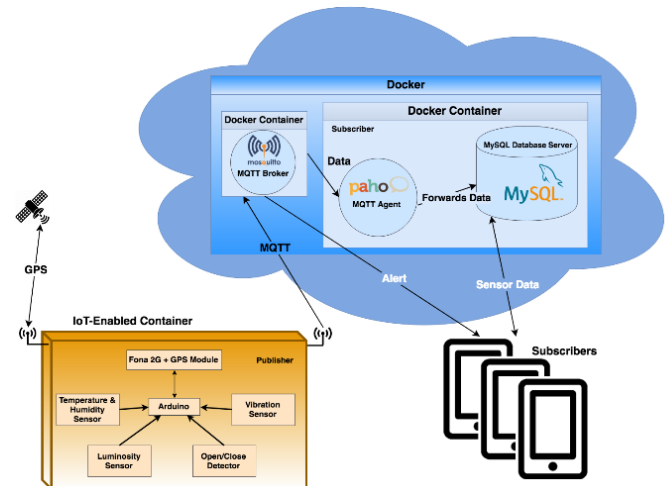 Docker
Docker Container
mosquitto
MQTT Broker
Docker Container
Subscriber
Data
paho
MQTT Agent
Forwards Data
MySQL Database Server
MySQL
GPS
MQTT
Alert
Sensor Data
IoT-Enabled Container
Publisher
Fona 2G + GPS Module
Temperature &
Humidity
Sensor
Arduino
Vibration
Sensor
Luminosity
Sensor
Open/Close
Detector
Subscribers